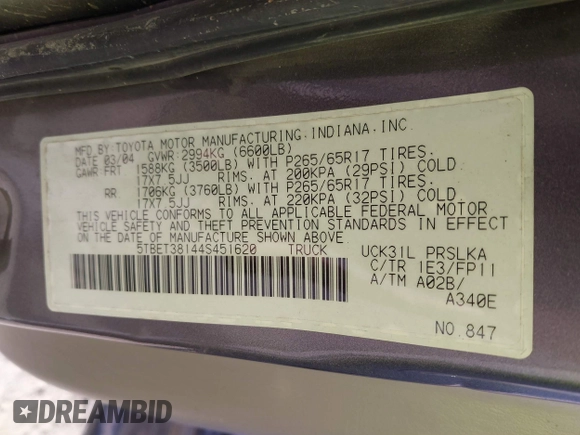 MFD.BY:TOYOTA MOTOR MANUFACTURING.INDIANA,INC.
DATE 03/04 GVWR:2994KG (6600LB)
GAWR FRT 1588KG (3500LB) WITH P265/65R17 TIRES.
17X7 5JJ RIMS. AT 200KPA (29PSI) COLD.
RR 1706KG (3760LB) WITH P265/65R17 TIRES.
17X7 5JJ RIMS. AT 220KPA (32PSI) COLD.
THIS VEHICLE CONFORMS TO ALL APPLICABLE FEDERAL MOTOR
VEHICLE SAFETY AND THEFT PREVENTION STANDARDS IN EFFECT
ON THE DATE OF MANUFACTURE SHOWN ABOVE
5TBET38144S451620 TRUCK
UCK31L PRSLKA
C/TR 1E3/FP11
A/TM A02B/
A340E
NO.847
DREAMBID